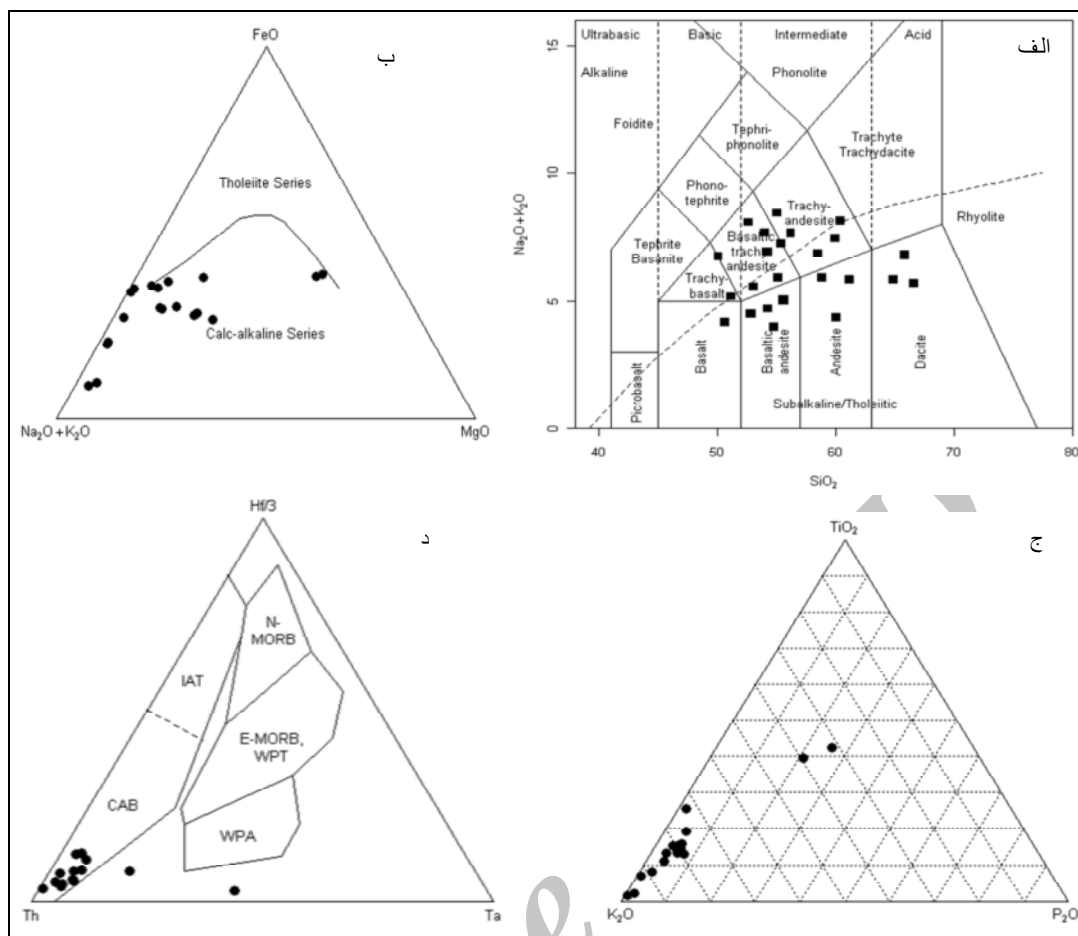 ب
FeO
Tholeiite Series
Calc-alkaline Series
Na₂O + K₂O
MgO
الف
Ultrabasic
Basic
Intermediate
Acid
Alkaline
Phonolite
Foidite
Tephri-
phonolite
Trachyte
Trachydacite
Phono-
tephrite
Trachy-
andesite
Rhyolite
Tephrite
Basanite
Basaltic
trachy-
andesite
Trachy-
basalt
Picrobasalt
Basalt
Basaltic
andesite
Andesite
Dacite
Subalkaline/Tholeiitic
Na₂O + K₂O
0
5
10
15
40
50
60
70
80
SiO₂
د
Hf/3
N-
MORB
IAT
E-MORB,
WPT
CAB
WPA
Th
Ta
ج
TiO₂
K₂O
P₂O